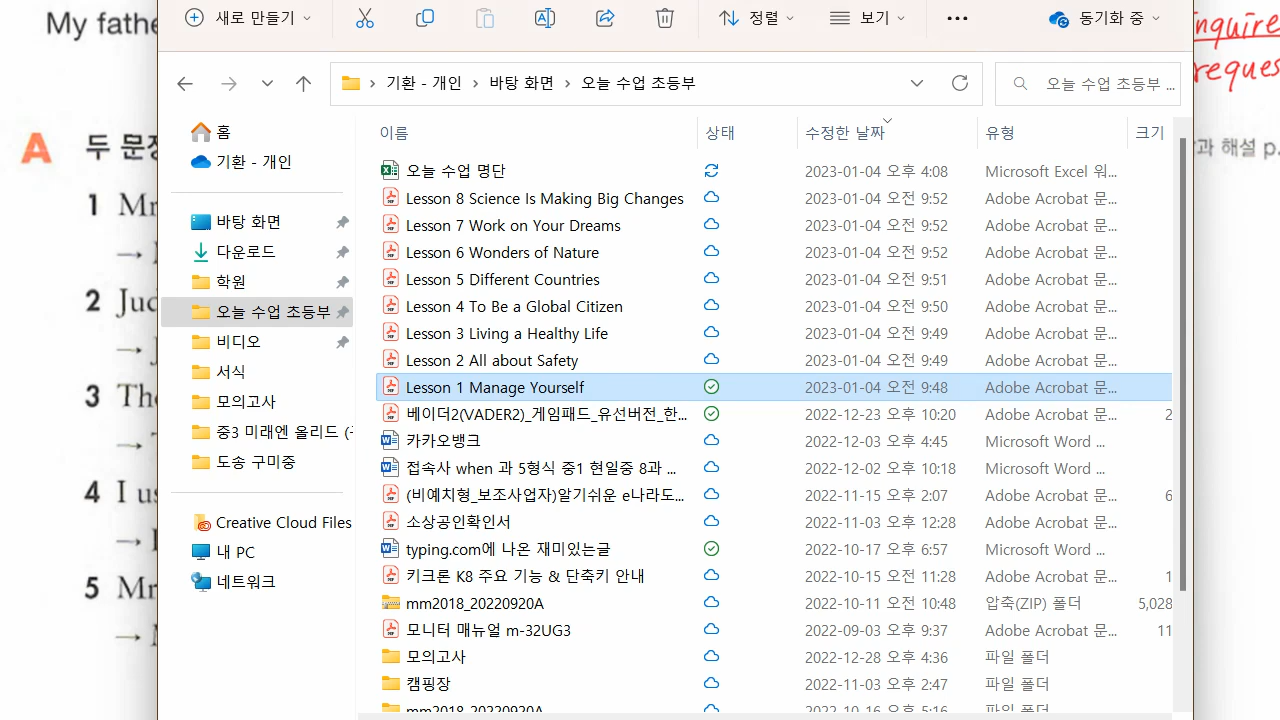 My fathe
새로 만들기
정렬
보기
동기화 중
nquire
reques
기환 - 개인 > 바탕 화면 > 오늘 수업 초등부
오늘 수업 초등부 ...
이름 상태 수정한 날짜 유형 크기
홈
기환 - 개인
바탕 화면
다운로드
학원
오늘 수업 초등부
비디오
서식
모의고사
중3 미래엔 올리드 (
도송 구미중
Creative Cloud Files
내 PC
네트워크
오늘 수업 명단 2023-01-04 오후 4:08 Microsoft Excel 워...
Lesson 8 Science Is Making Big Changes 2023-01-04 오전 9:52 Adobe Acrobat 문...
Lesson 7 Work on Your Dreams 2023-01-04 오전 9:52 Adobe Acrobat 문...
Lesson 6 Wonders of Nature 2023-01-04 오전 9:52 Adobe Acrobat 문...
Lesson 5 Different Countries 2023-01-04 오전 9:51 Adobe Acrobat 문...
Lesson 4 To Be a Global Citizen 2023-01-04 오전 9:50 Adobe Acrobat 문...
Lesson 3 Living a Healthy Life 2023-01-04 오전 9:49 Adobe Acrobat 문...
Lesson 2 All about Safety 2023-01-04 오전 9:49 Adobe Acrobat 문...
Lesson 1 Manage Yourself 2023-01-04 오전 9:48 Adobe Acrobat 문...
베이더2(VADER2)_게임패드_유선버전_한... 2022-12-23 오후 10:20 Adobe Acrobat 문... 2
카카오뱅크 2022-12-03 오후 4:45 Microsoft Word ...
접속사 when 과 5형식 중1 현일중 8과 ... 2022-12-02 오후 10:18 Microsoft Word ...
(비예치형_보조사업자)알기쉬운 e나라도... 2022-11-15 오후 2:07 Adobe Acrobat 문... 6
소상공인확인서 2022-11-03 오후 12:28 Adobe Acrobat 문...
typing.com에 나온 재미있는글 2022-10-17 오후 6:57 Microsoft Word ...
키크론 K8 주요 기능 & 단축키 안내 2022-10-15 오전 11:28 Adobe Acrobat 문... 1
mm2018_20220920A 2022-10-11 오전 10:48 압축(ZIP) 폴더 5,028
모니터 매뉴얼 m-32UG3 2022-09-03 오후 9:37 Adobe Acrobat 문... 11
모의고사 2022-12-28 오후 4:36 파일 폴더
캠핑장 2022-11-03 오후 2:47 파일 폴더
mm2018_20220920A 2022-10-16 오후 5:16 파일 폴더
A 두 문장
과 해설 p.
1 Mr
→
2 Jud
→
3 The
→
4 I us
→
5 Mr
→